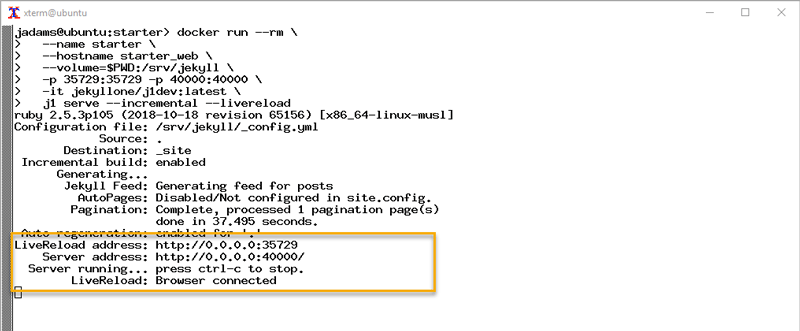 xterm@ubuntu
jadams@ubuntu:starter> docker run --rm \
>   --name starter \
>   --hostname starter_web \
>   --volume=$PWD:/srv/jekyll \
>   -p 35729:35729 -p 40000:40000 \
>   -it jekyllone/j1dev:latest \
>   j1 serve --incremental --livereload
ruby 2.5.3p105 (2018-10-18 revision 65156) [x86_64-linux-musl]
Configuration file: /srv/jekyll/_config.yml
Source: .
Destination: _site
Incremental build: enabled
Generating...
Jekyll Feed: Generating feed for posts
AutoPages: Disabled/Not configured in site.config.
Pagination: Complete, processed 1 pagination page(s)
done in 37.495 seconds.
Auto-regeneration: enabled for '.'
LiveReload address: http://0.0.0.0:35729
Server address: http://0.0.0.0:40000/
Server running... press ctrl-c to stop.
LiveReload: Browser connected